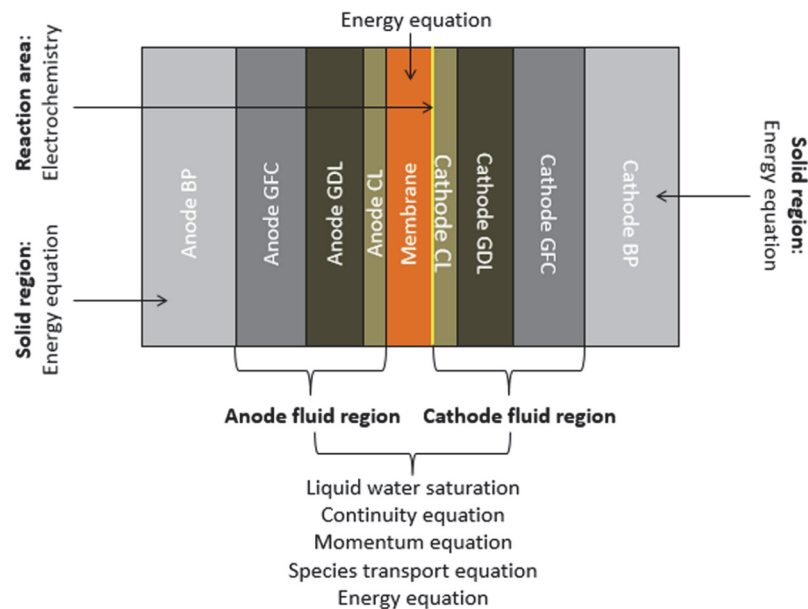 Energy equation
Reaction area:
Electrochemistry
Solid region:
Energy equation
Anode BP
Anode GFC
Anode GDL
Anode CL
Membrane
Cathode CL
Cathode GDL
Cathode GFC
Cathode BP
Solid region:
Energy equation
Anode fluid region
Cathode fluid region
Liquid water saturation
Continuity equation
Momentum equation
Species transport equation
Energy equation